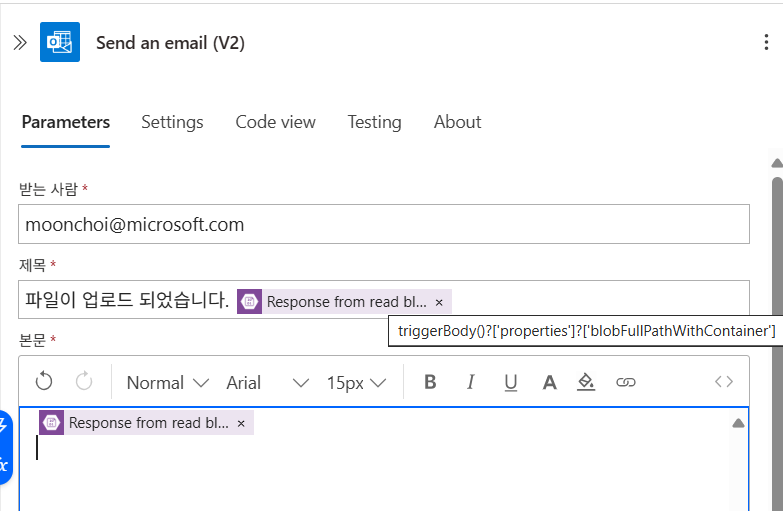 Send an email (V2)
Parameters Settings Code view Testing About
받는 사람 *
moonchoi@microsoft.com
제목 *
파일이 업로드 되었습니다. Response from read bl... ×
triggerBody()?['properties']?['blobFullPathWithContainer']
본문 *
Normal Arial 15px B I U A <>
Response from read bl... ×